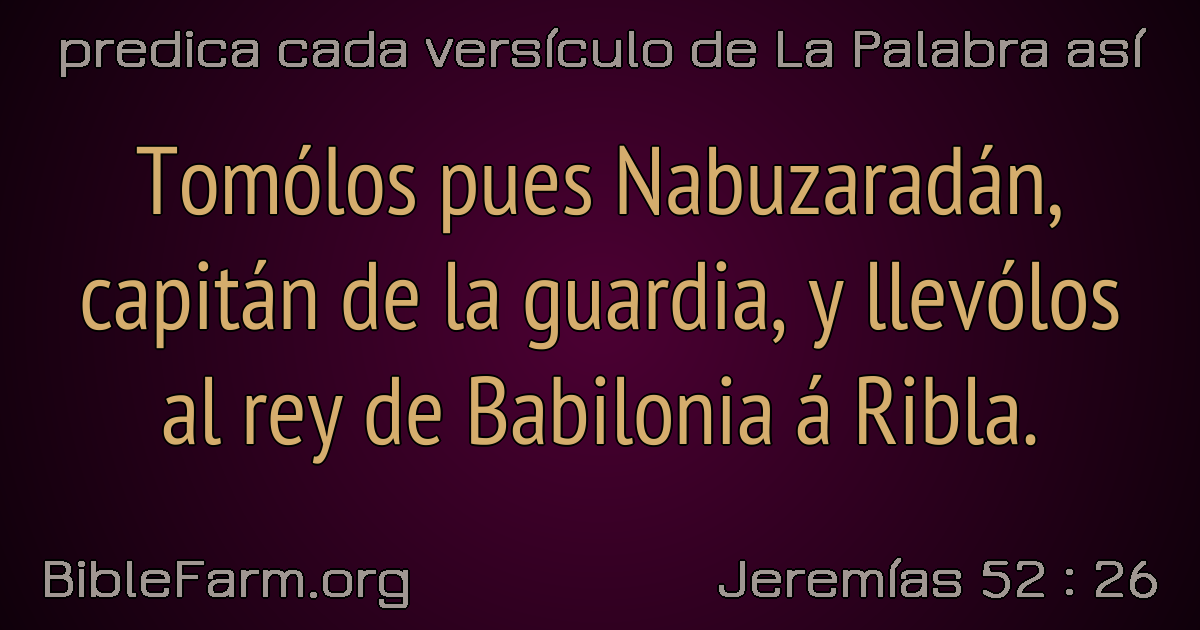 predica cada versículo de La Palabra así
Tomólos pues Nabuzaradán,
capitán de la guardia, y llevólos
al rey de Babilonia á Ribla.
BibleFarm.org
Jeremías 52 : 26